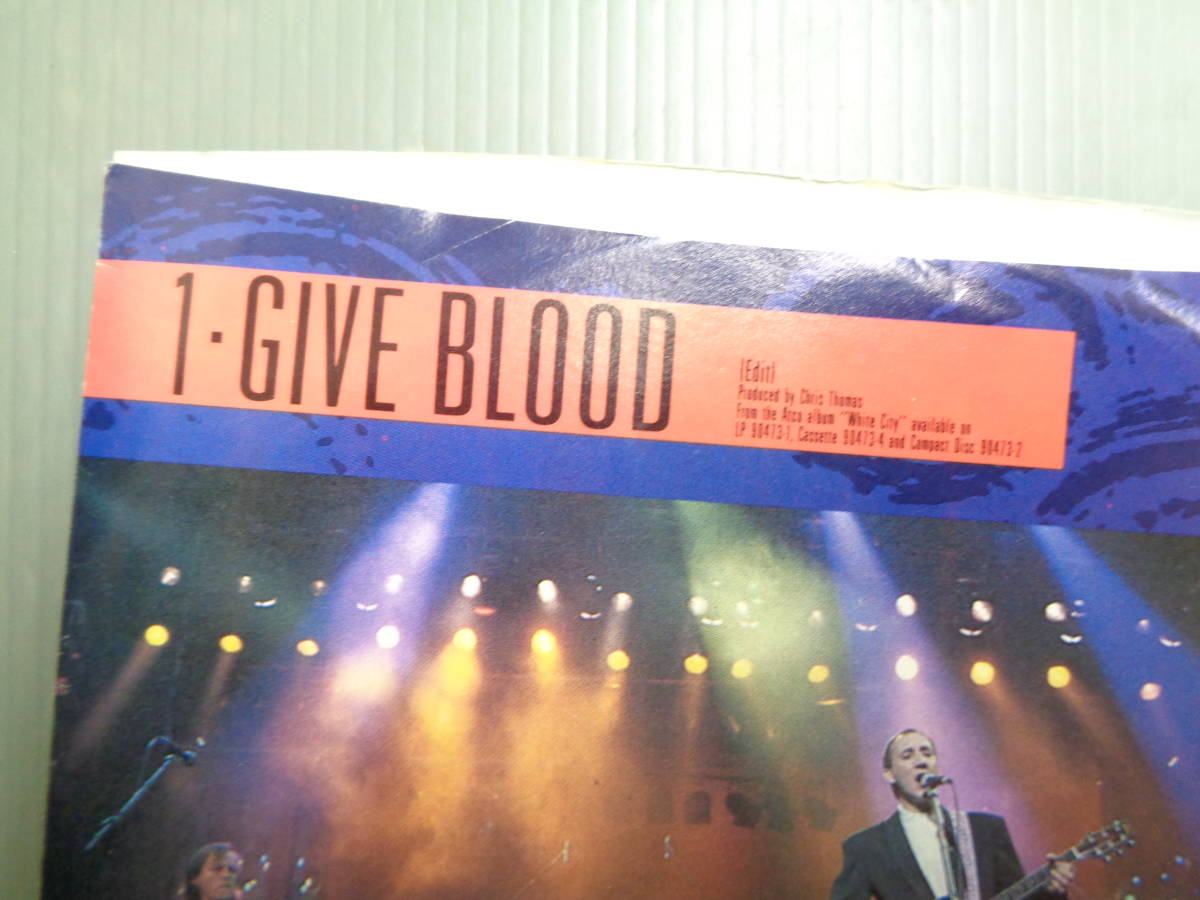 1·GIVE BLOOD
(Edit)
Produced by Chris Thomas
From the Atco album "White City" available on
LP 90473-1, Cassette 90473-4 and Compact Disc 90473-2